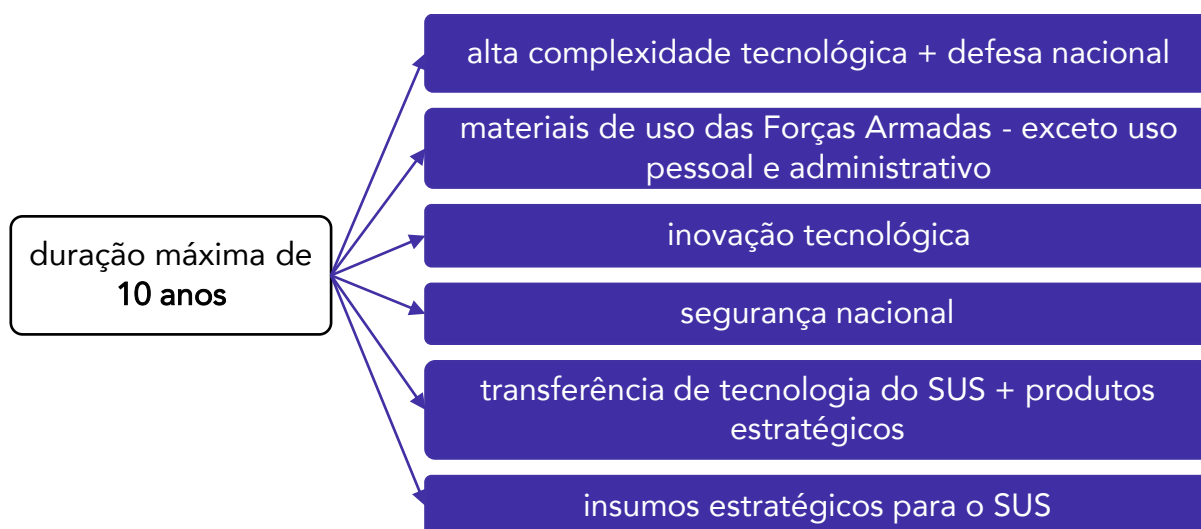 alta complexidade tecnológica + defesa nacional
materiais de uso das Forças Armadas - exceto uso
pessoal e administrativo
inovação tecnológica
duração máxima de
10 anos
segurança nacional
transferência de tecnologia do SUS + produtos
estratégicos
insumos estratégicos para o SUS